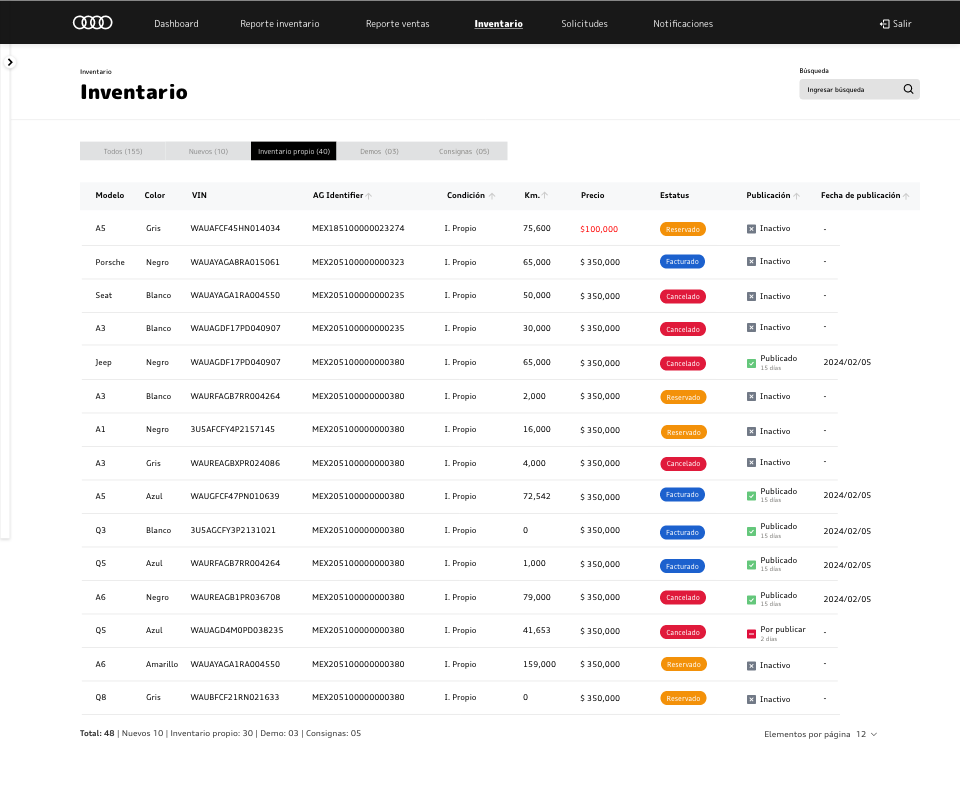 Dashboard Reporte inventario Reporte ventas Inventario Solicitudes Notificaciones Salir
Inventario
Inventario
Búsqueda
Ingresar búsqueda
Todos (155) Nuevos (10) Inventario propio (40) Demos (03) Consignas (05)
Modelo Color VIN AG Identifier Condición Km. Precio Estatus Publicación Fecha de publicación
A5 Gris WAUAFCF45HN014034 MEX185100000023274 I. Propio 75,600 $100,000 Reservado Inactivo -
Porsche Negro WAUAYAGA8RA015061 MEX205100000000323 I. Propio 65,000 $ 350,000 Facturado Inactivo -
Seat Blanco WAUAYAGA1RA004550 MEX205100000000235 I. Propio 50,000 $ 350,000 Cancelado Inactivo -
A3 Blanco WAUAGDF17PD040907 MEX205100000000235 I. Propio 30,000 $ 350,000 Cancelado Inactivo -
Jeep Negro WAUAGDF17PD040907 MEX205100000000380 I. Propio 65,000 $ 350,000 Cancelado Publicado 2024/02/05
15 días
A3 Blanco WAURFAGB7RR004264 MEX205100000000380 I. Propio 2,000 $ 350,000 Reservado Inactivo -
A1 Negro 3U5AFCFY4P2157145 MEX205100000000380 I. Propio 16,000 $ 350,000 Reservado Inactivo -
A3 Gris WAUREAGBXPR024086 MEX205100000000380 I. Propio 4,000 $ 350,000 Cancelado Inactivo -
A5 Azul WAUGFCF47PN010639 MEX205100000000380 I. Propio 72,542 $ 350,000 Facturado Publicado 2024/02/05
15 días
Q3 Blanco 3U5AGCFY3P2131021 MEX205100000000380 I. Propio 0 $ 350,000 Facturado Publicado 2024/02/05
15 días
Q5 Azul WAURFAGB7RR004264 MEX205100000000380 I. Propio 1,000 $ 350,000 Facturado Publicado 2024/02/05
15 días
A6 Negro WAUREAGB1PR036708 MEX205100000000380 I. Propio 79,000 $ 350,000 Cancelado Publicado 2024/02/05
15 días
Q5 Azul WAUAGD4M0PD038235 MEX205100000000380 I. Propio 41,653 $ 350,000 Cancelado Por publicar -
2 días
A6 Amarillo WAUAYAGA1RA004550 MEX205100000000380 I. Propio 159,000 $ 350,000 Reservado Inactivo -
Q8 Gris WAUBFCF21RN021633 MEX205100000000380 I. Propio 0 $ 350,000 Reservado Inactivo -
Total: 48 | Nuevos 10 | Inventario propio: 30 | Demo: 03 | Consignas: 05
Elementos por página 12